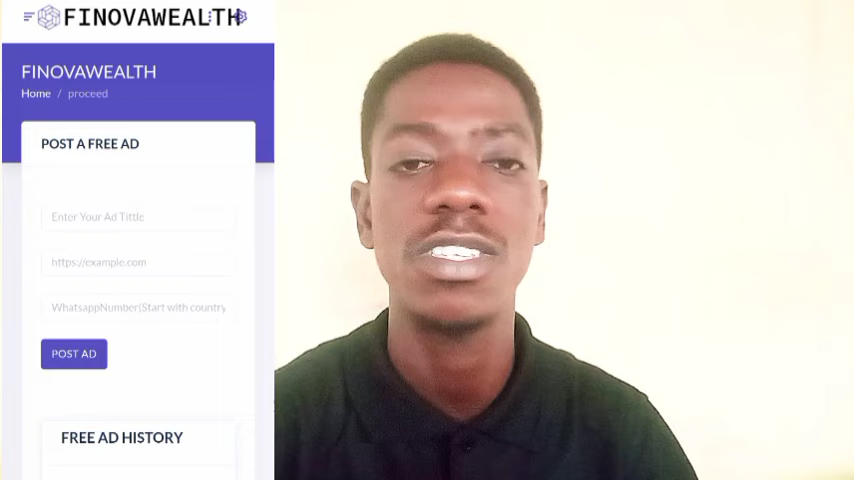 FINOVAWEALTH
FINOVAWEALTH
Home / proceed
POST A FREE AD
Enter Your Ad Tittle
https://example.com
WhatsappNumber(Start with country
POST AD
FREE AD HISTORY